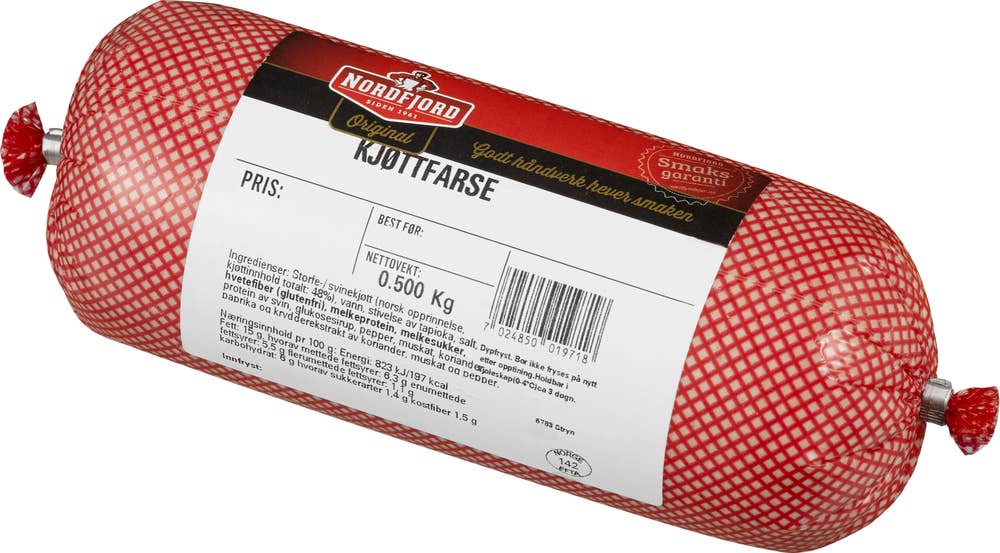 NORDFJORD
SIDEN 1961
Original
Godt håndverk hever smaken
NORDFJORD
Smaks-
garanti
KJØTTFARSE
PRIS:
BEST FØR:
NETTOVEKT:
0.500 Kg
Ingredienser: Storfe-/ svinekjøtt (norsk opprinnelse,
kjøttinnhold totalt: 48%), vann, stivelse av tapioka, salt,
hvetefiber (glutenfri), melkeprotein, melkesukker,
protein av svin, glukosesirup, pepper, muskat, koriander,
paprika og krydderekstrakt av koriander, muskat og pepper.
Næringsinnhold pr 100 g: Energi: 823 kJ/197 kcal
Fett: 15 g, hvorav mettede fettsyrer: 6,3 g enumettede
fettsyrer: 5,5 g flerumettede fettsyrer: 1,1 g
karbohydrat: 6 g hvorav sukkerarter 1,4 g kostfiber 1,5 g
Innfryst:
7 024850 019718
Dypfryst. Bør ikke fryses på nytt
etter opptining. Holdbar i
kjøleskap(0-4°C)ca 3 dagn.
6783 Stryn
NORGE
142
EFTA